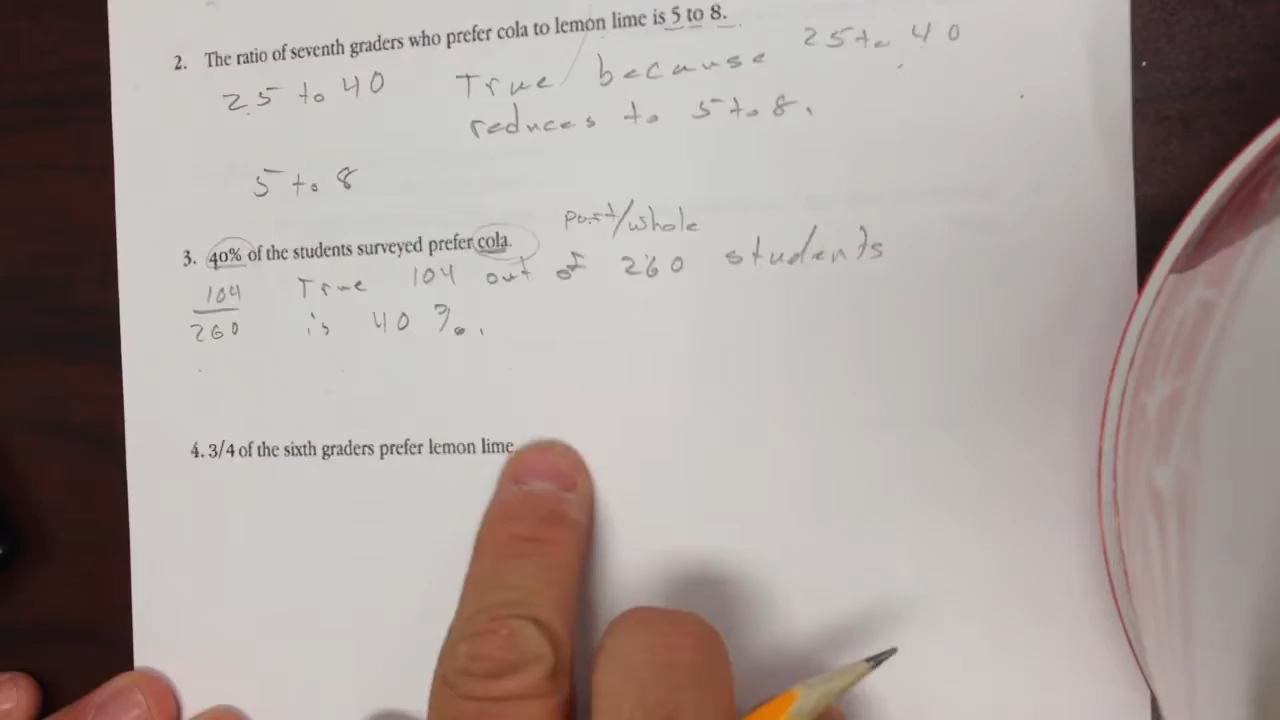 2. The ratio of seventh graders who prefer cola to lemon lime is 5 to 8.
25 to 40 True because 25 to 40
reduces to 5 to 8.
5 to 8
part/whole
3. 40% of the students surveyed prefer cola.
104 True 104 out of 260 students
260 is 40%.
4. 3/4 of the sixth graders prefer lemon lime